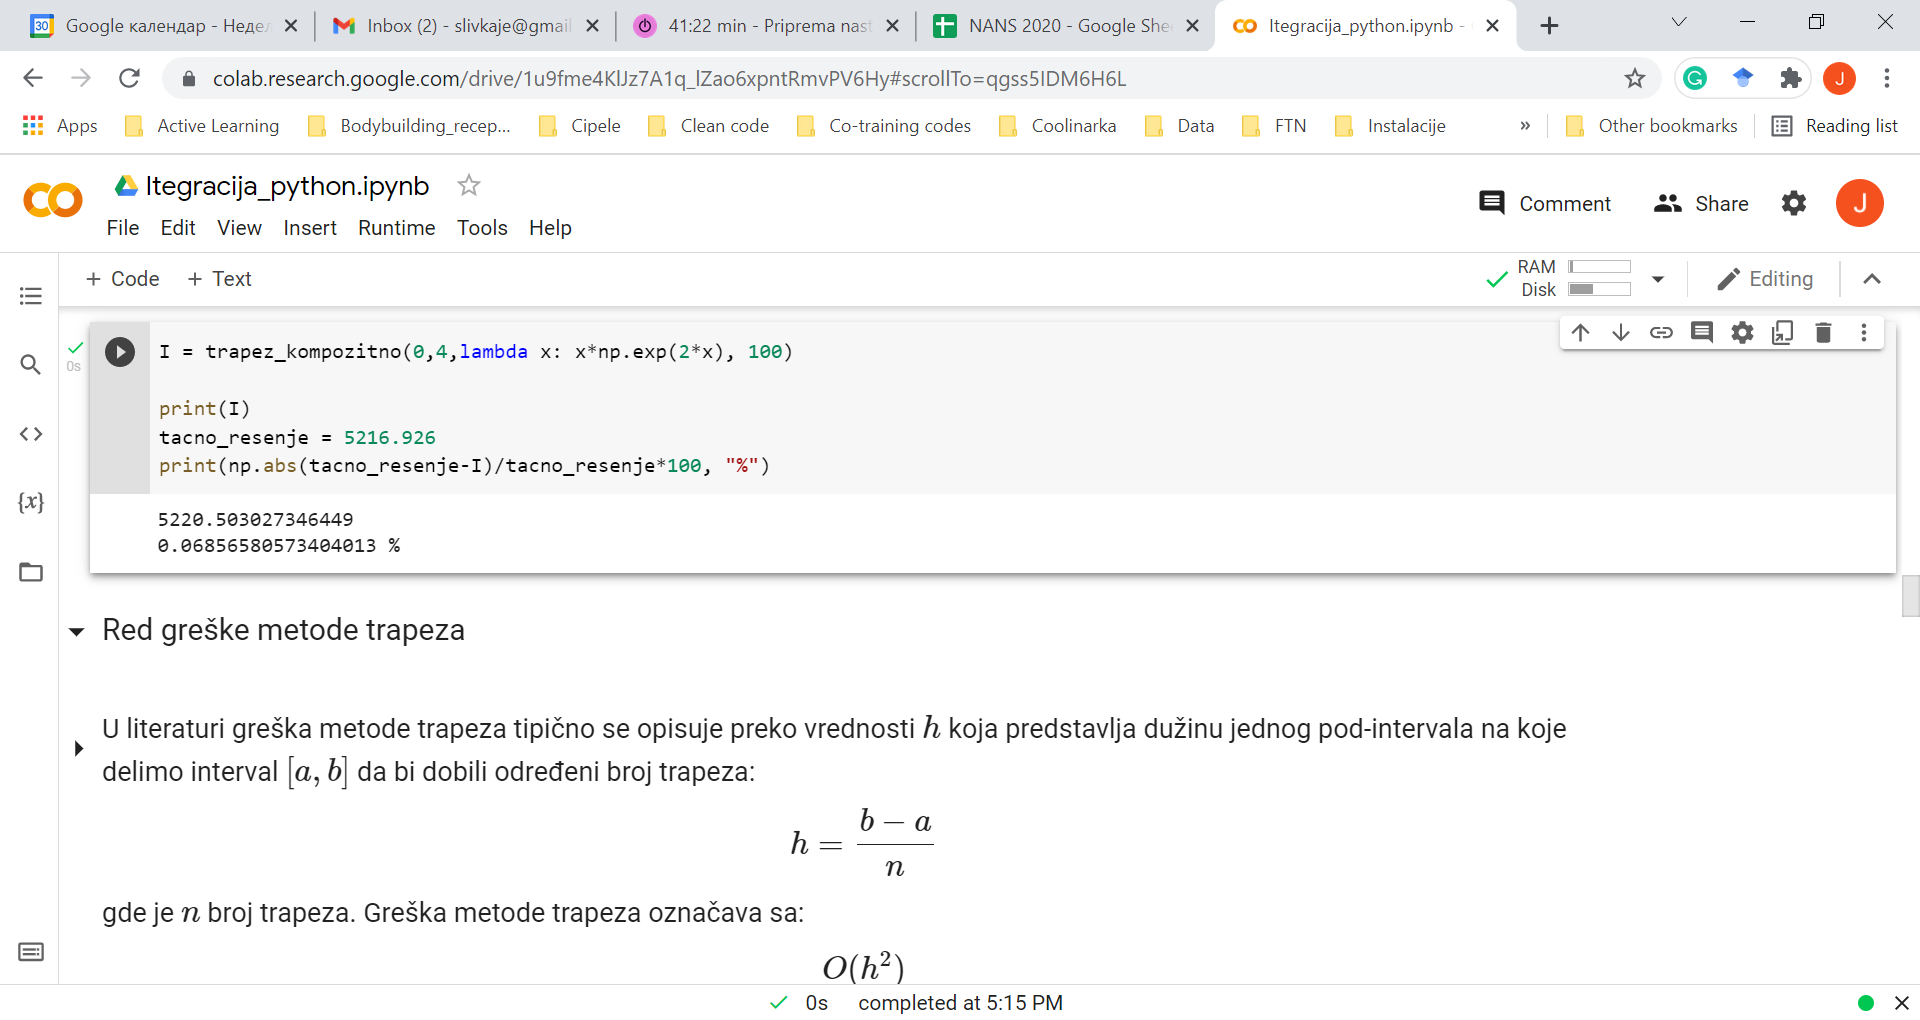 Google календар - Недел
Inbox (2) - slivkaje@gmail
41:22 min - Priprema nast
NANS 2020 - Google She
Itegracija_python.ipynb -
colab.research.google.com/drive/1u9fme4KlJz7A1q_lZao6xpntRmvPV6Hy#scrollTo=qgss5IDM6H6L
J
Apps
Active Learning
Bodybuilding_recep...
Cipele
Clean code
Co-training codes
Coolinarka
Data
FTN
Instalacije
»
Other bookmarks
Reading list
Itegracija_python.ipynb
Comment
Share
J
File Edit View Insert Runtime Tools Help
+ Code + Text
RAM
Disk
Editing
0s
I = trapez_kompozitno(0,4,lambda x: x*np.exp(2*x), 100)
print(I)
tacno_resenje = 5216.926
print(np.abs(tacno_resenje-I)/tacno_resenje*100, "%")
5220.503027346449
0.06856580573404013 %
{x}
Red greške metode trapeza
U literaturi greška metode trapeza tipično se opisuje preko vrednosti h koja predstavlja dužinu jednog pod-intervala na koje
delimo interval [a, b] da bi dobili određeni broj trapeza:
h = \frac{b - a}{n}
gde je n broj trapeza. Greška metode trapeza označava sa:
O(h²)
0s completed at 5:15 PM